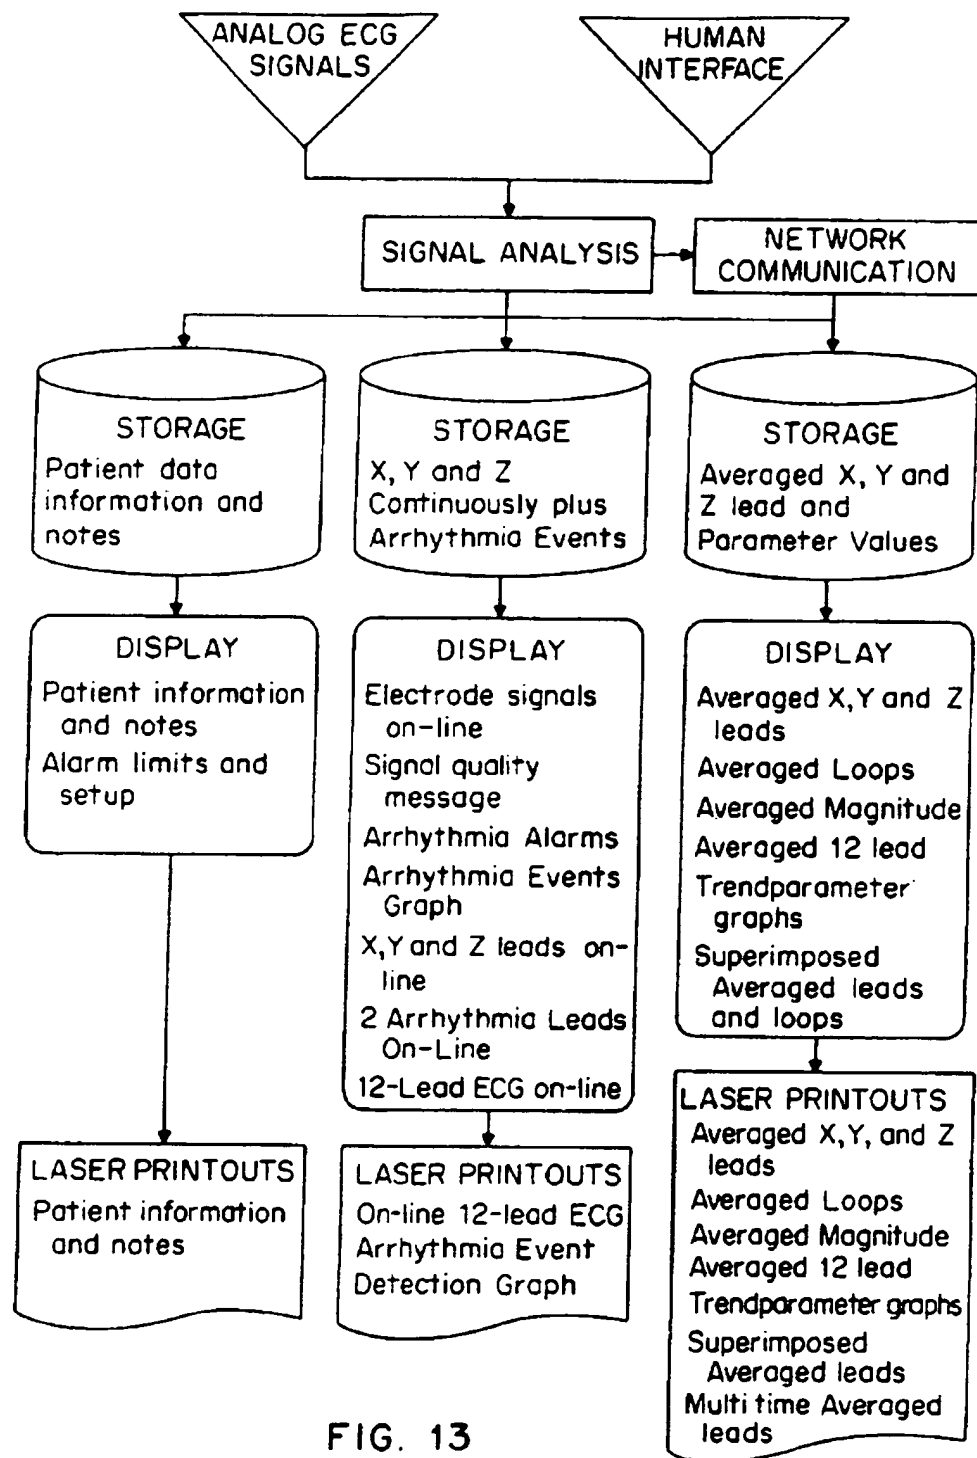 ANALOG ECG
SIGNALS
HUMAN
INTERFACE
SIGNAL ANALYSIS
NETWORK
COMMUNICATION
STORAGE
Patient data
information and
notes
STORAGE
X, Y and Z
Continuously plus
Arrhythmia Events
STORAGE
Averaged X, Y and
Z lead and
Parameter Values
DISPLAY
Patient information
and notes
Alarm limits and
setup
DISPLAY
Electrode signals
on-line
Signal quality
message
Arrhythmia Alarms
Arrhythmia Events
Graph
X, Y and Z leads on-
line
2 Arrhythmia Leads
On-Line
12-Lead ECG on-line
DISPLAY
Averaged X, Y and Z
leads
Averaged Loops
Averaged Magnitude
Averaged 12 lead
Trendparameter
graphs
Superimposed
Averaged leads
and loops
LASER PRINTOUTS
Patient information
and notes
LASER PRINTOUTS
On-line 12-lead ECG
Arrhythmia Event
Detection Graph
LASER PRINTOUTS
Averaged X, Y, and Z
leads
Averaged Loops
Averaged Magnitude
Averaged 12 lead
Trendparameter graphs
Superimposed
Averaged leads
Multi time Averaged
leads
FIG. 13